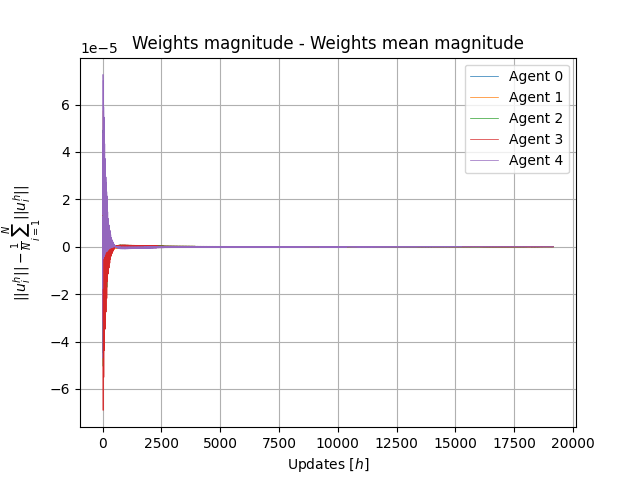 Weights magnitude - Weights mean magnitude
1e−5
6
4
2
0
−2
−4
−6
||u_i^h|| − \frac{1}{N} \sum_{i=1}^{N} ||u_i^h||
Agent 0
Agent 1
Agent 2
Agent 3
Agent 4
0 2500 5000 7500 10000 12500 15000 17500 20000
Updates [h]